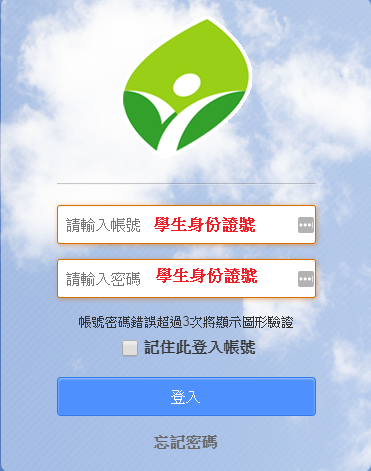 請輸入帳號 學生身份證號
請輸入密碼 學生身份證號
帳號密碼錯誤超過3次將顯示圖形驗證
記住此登入帳號
登入
忘記密碼